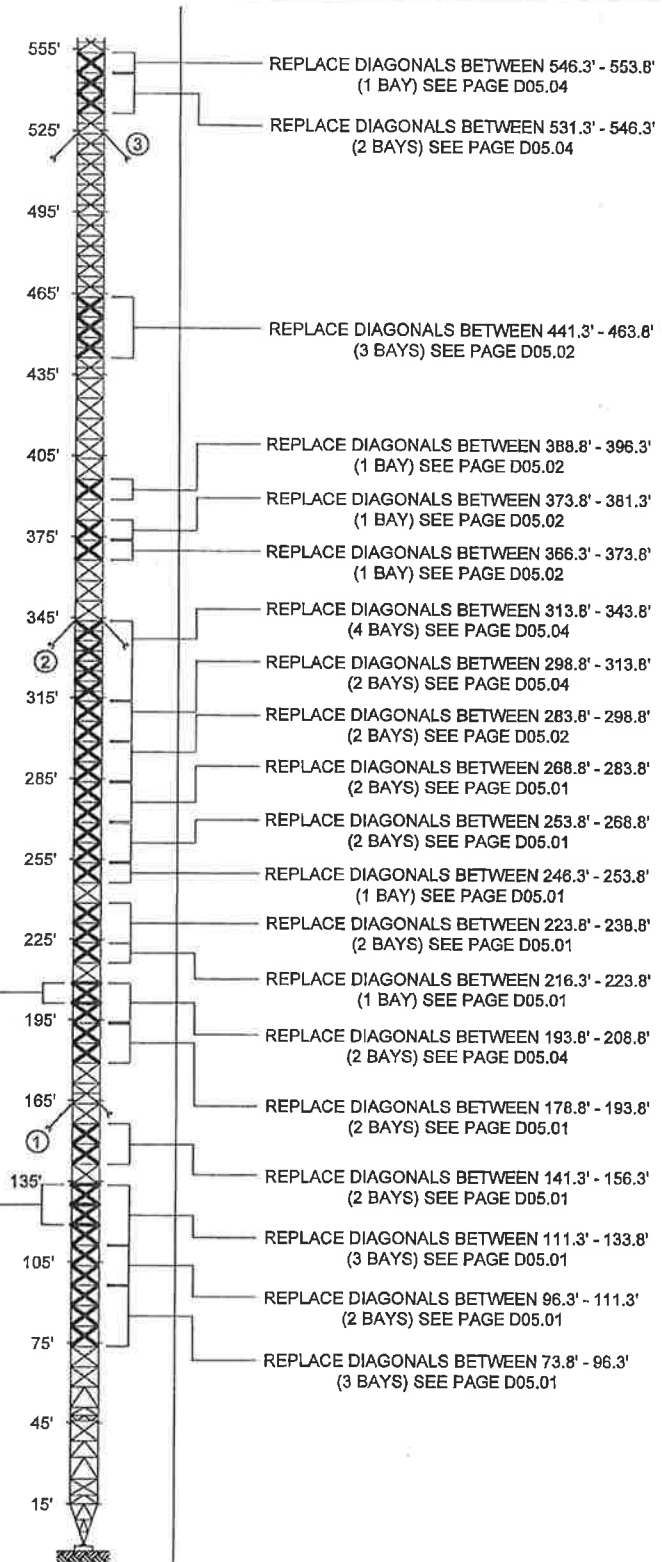 555'
REPLACE DIAGONALS BETWEEN 546.3' - 553.8'
(1 BAY) SEE PAGE D05.04
525'
3
REPLACE DIAGONALS BETWEEN 531.3' - 546.3'
(2 BAYS) SEE PAGE D05.04
495'
465'
REPLACE DIAGONALS BETWEEN 441.3' - 463.8'
(3 BAYS) SEE PAGE D05.02
435'
405'
REPLACE DIAGONALS BETWEEN 388.8' - 396.3'
(1 BAY) SEE PAGE D05.02
REPLACE DIAGONALS BETWEEN 373.8' - 381.3'
(1 BAY) SEE PAGE D05.02
375'
REPLACE DIAGONALS BETWEEN 366.3' - 373.8'
(1 BAY) SEE PAGE D05.02
345'
REPLACE DIAGONALS BETWEEN 313.8' - 343.8'
(4 BAYS) SEE PAGE D05.04
2
REPLACE DIAGONALS BETWEEN 298.8' - 313.8'
(2 BAYS) SEE PAGE D05.04
315'
REPLACE DIAGONALS BETWEEN 283.8' - 298.8'
(2 BAYS) SEE PAGE D05.02
285'
REPLACE DIAGONALS BETWEEN 268.8' - 283.8'
(2 BAYS) SEE PAGE D05.01
REPLACE DIAGONALS BETWEEN 253.8' - 268.8'
(2 BAYS) SEE PAGE D05.01
255'
REPLACE DIAGONALS BETWEEN 246.3' - 253.8'
(1 BAY) SEE PAGE D05.01
REPLACE DIAGONALS BETWEEN 223.8' - 238.8'
(2 BAYS) SEE PAGE D05.01
225'
REPLACE DIAGONALS BETWEEN 216.3' - 223.8'
(1 BAY) SEE PAGE D05.01
195'
REPLACE DIAGONALS BETWEEN 193.8' - 208.8'
(2 BAYS) SEE PAGE D05.04
165'
REPLACE DIAGONALS BETWEEN 178.8' - 193.8'
(2 BAYS) SEE PAGE D05.01
1
REPLACE DIAGONALS BETWEEN 141.3' - 156.3'
(2 BAYS) SEE PAGE D05.01
135'
REPLACE DIAGONALS BETWEEN 111.3' - 133.8'
(3 BAYS) SEE PAGE D05.01
105'
REPLACE DIAGONALS BETWEEN 96.3' - 111.3'
(2 BAYS) SEE PAGE D05.01
75'
REPLACE DIAGONALS BETWEEN 73.8' - 96.3'
(3 BAYS) SEE PAGE D05.01
45'
15'